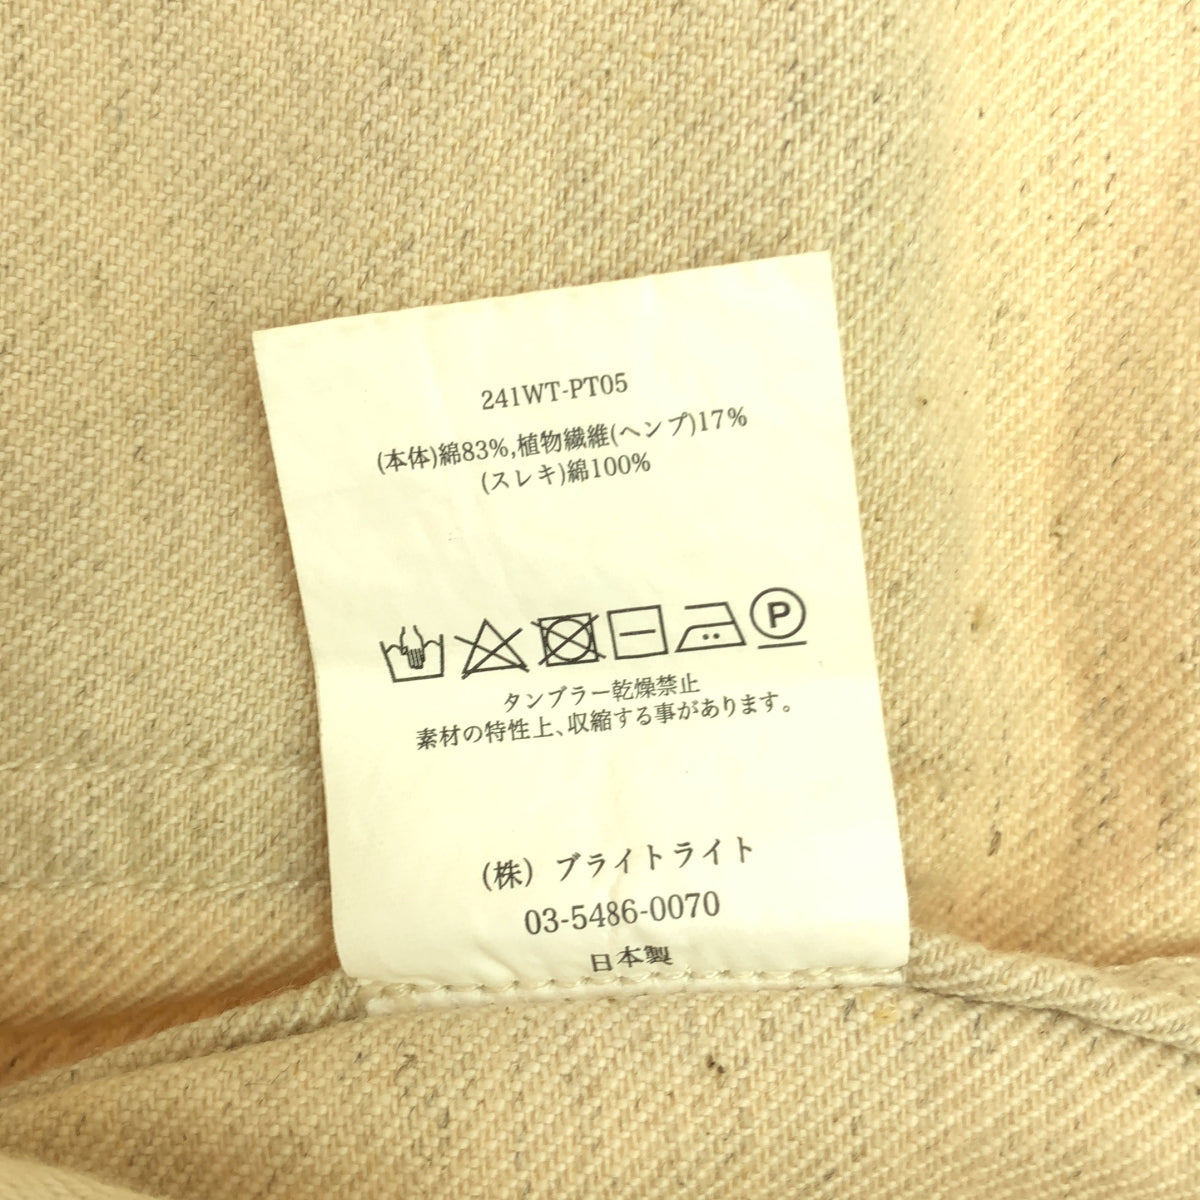 241WT-PT05
(本体)綿83%,植物繊維(ヘンプ)17%
(スレキ)綿100%
P
タンブラー乾燥禁止
素材の特性上、収縮する事があります。
(株) ブライトライト
03-5486-0070
日本製